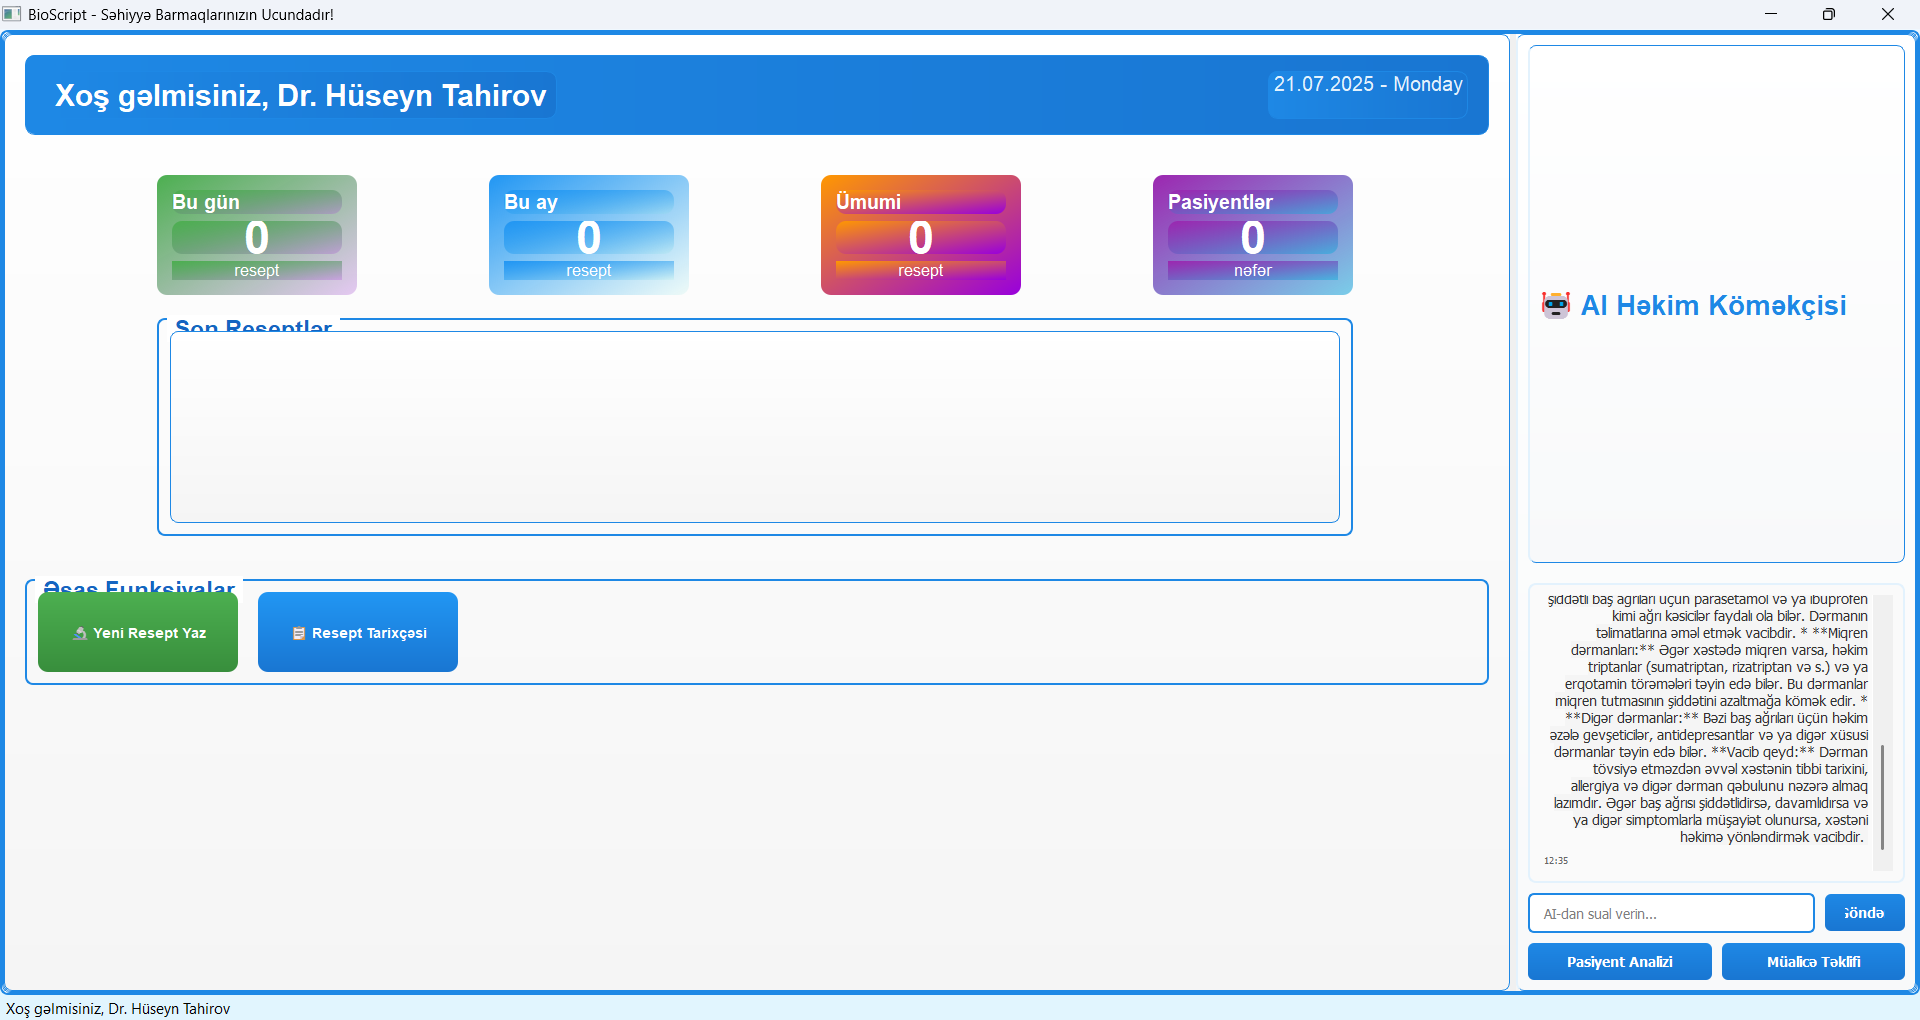 BioScript - Səhiyyə Barmaqlarınızın Ucundadır!
Xoş gəlmisiniz, Dr. Hüseyn Tahirov
21.07.2025 - Monday
Bu gün
0
resept
Bu ay
0
resept
Ümumi
0
resept
Pasiyentlər
0
nəfər
Son Reseptlər
Əsas Funksiyalar
Yeni Resept Yaz
Resept Tarixçəsi
AI Həkim Köməkçisi
şiddətli baş ağrıları üçün parasetamol və ya ibuprofen
kimi ağrı kəsicilər faydalı ola bilər. Dərmanın
təlimatlarına əməl etmək vacibdir. * **Miqren
dərmanları:** Əgər xəstədə miqren varsa, həkim
triptanlar (sumatriptan, rizatriptan və s.) və ya
erqotamin törəmələri təyin edə bilər. Bu dərmanlar
miqren tutmasının şiddətini azaltmağa kömək edir. *
**Digər dərmanlar:** Bəzi baş ağrıları üçün həkim
əzələ gevşeticilər, antidepresantlar və ya digər xüsusi
dərmanlar təyin edə bilər. **Vacib qeyd:** Dərman
tövsiyə etməzdən əvvəl xəstənin tibbi tarixini,
allergiya və digər dərman qəbulunu nəzərə almaq
lazımdır. Əgər baş ağrısı şiddətlidirsə, davamlıdırsa və
ya digər simptomlarla müşayiət olunursa, xəstəni
həkimə yönləndirmək vacibdir.
12:35
AI-dan sual verin...
Göndə
Pasiyent Analizi
Müalicə Təklifi
Xoş gəlmisiniz, Dr. Hüseyn Tahirov